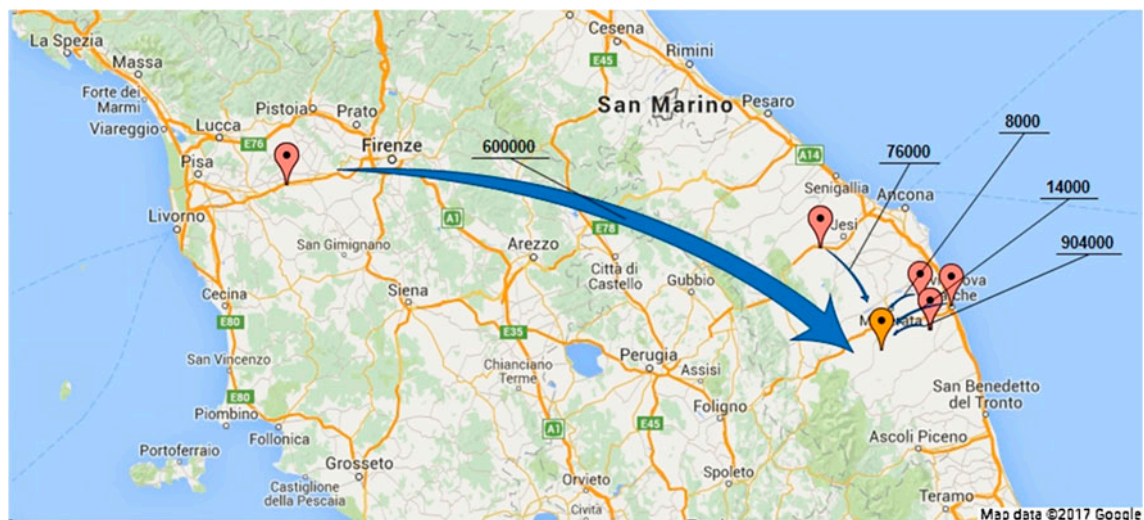 La Spezia
Massa
Forte dei
Marmi
Viareggio
Pistoia
Prato
Lucca
E76
Firenze
Pisa
Livorno
San Gimignano
A1
Arezzo
Siena
Cecina
E80
San Vincenzo
E80
Piombino
Follonica
Portoferraio
Grosseto
Castiglione
della Pescaia
E35
Chianciano
Terme
A1
Orvieto
Civita
Cesena
E45
Rimini
San Marino
Pesaro
A14
Senigallia
Ancona
Jesi
600000
E78
Città di
Castello
Gubbio
Perugia
Assisi
Foligno
E45
Spoleto
8000
76000
14000
904000
San Benedetto
del Tronto
Ascoli Piceno
Teramo
Map data ©2017 Google